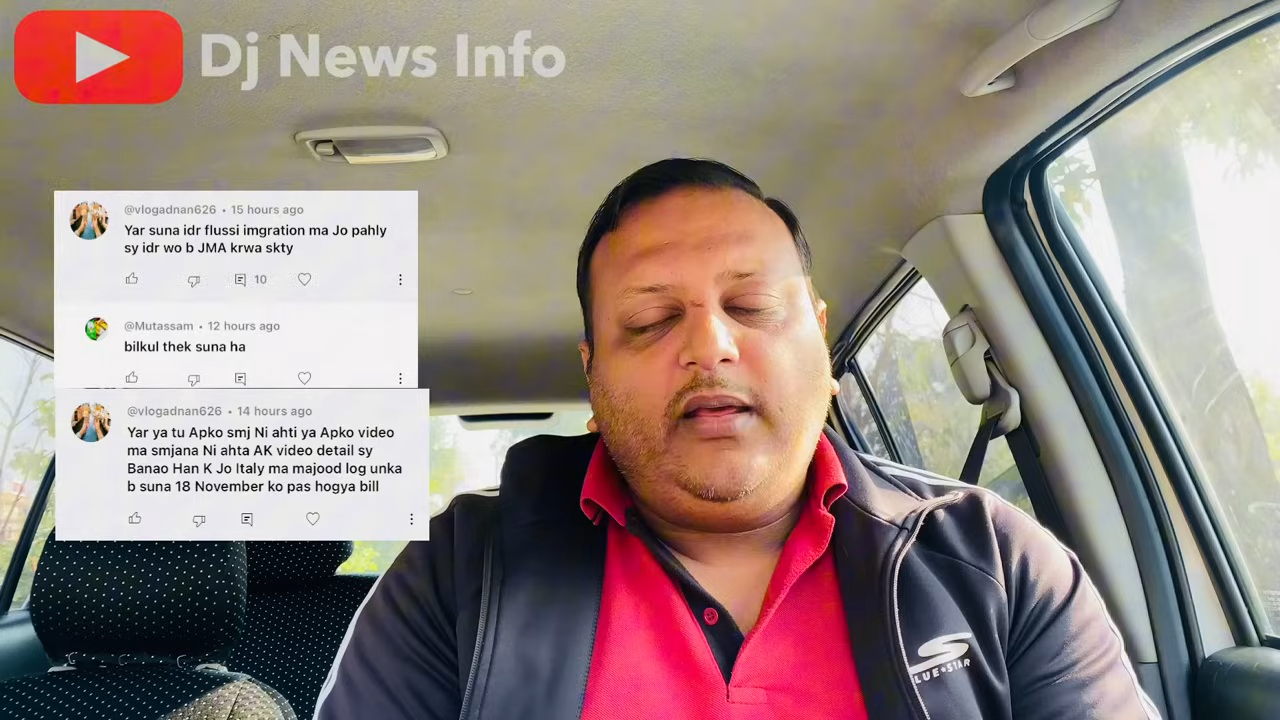 Dj News Info
@vlogadnan626 • 15 hours ago
Yar suna idr flussi imgration ma Jo pahly
sy idr wo b JMA krwa skty
10
@Mutassam • 12 hours ago
bilkul thek suna ha
@vlogadnan626 • 14 hours ago
Yar ya tu Apko smj Ni ahti ya Apko video
ma smjana Ni ahta AK video detail sy
Banao Han K Jo Italy ma majood log unka
b suna 18 November ko pas hogya bill
LUE★STAR